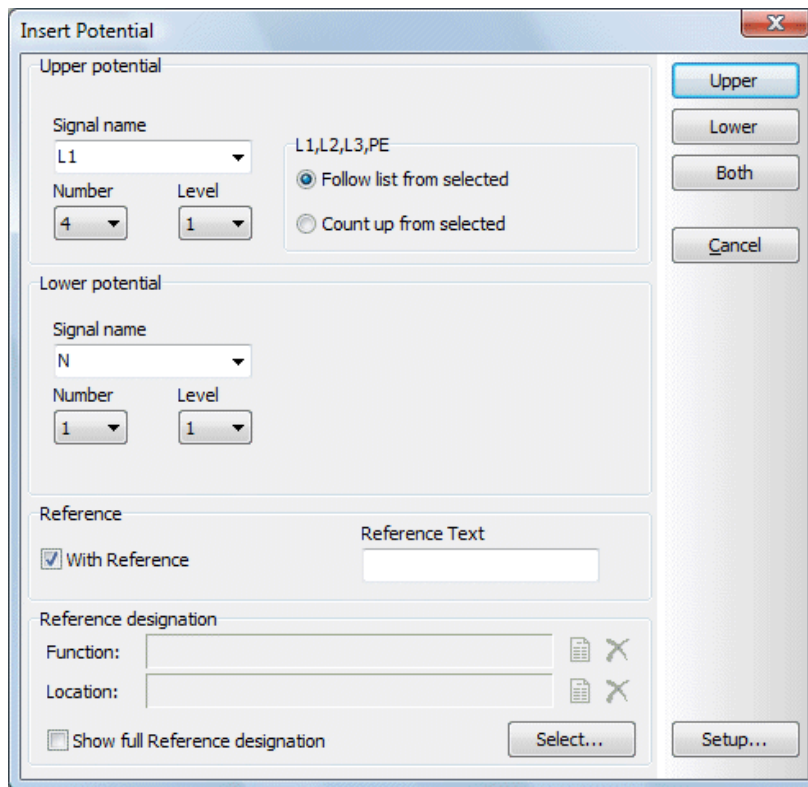 Insert Potential
Upper potential
Upper
Signal name
Lower
L1
L1,L2,L3,PE
Both
Number Level
Follow list from selected
4 1
Count up from selected
Cancel
Lower potential
Signal name
N
Number Level
1 1
Reference
Reference Text
With Reference
Reference designation
Function:
Location:
Show full Reference designation
Select...
Setup...